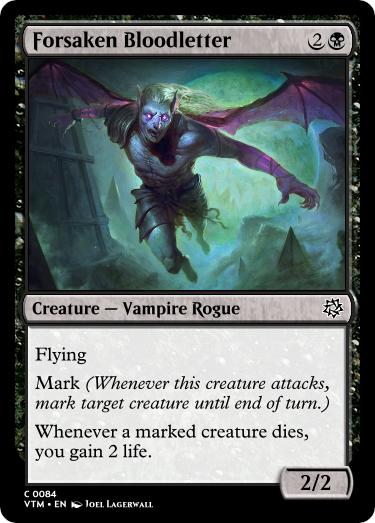 Forsaken Bloodletter 2
Creature — Vampire Rogue
Flying
Mark (Whenever this creature attacks,
mark target creature until end of turn.)
Whenever a marked creature dies,
you gain 2 life.
2/2
C 0084
VTM • EN Joel Lagerwall